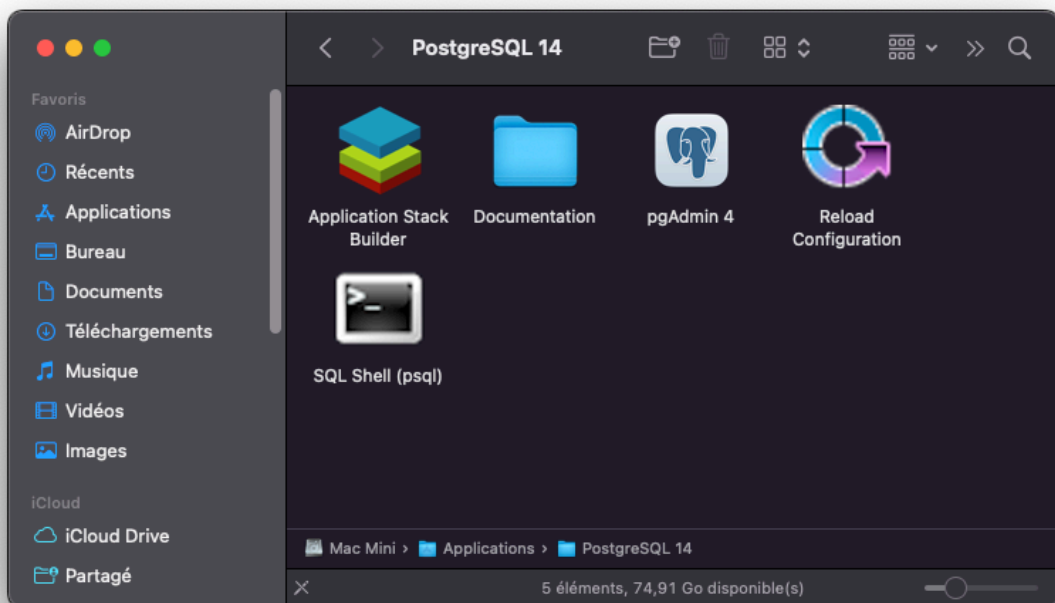 PostgreSQL 14
Favoris
AirDrop
Récents
Applications
Bureau
Documents
Téléchargements
Musique
Vidéos
Images
iCloud
iCloud Drive
Partagé
Application Stack
Builder
Documentation
pgAdmin 4
Reload
Configuration
>_
SQL Shell (psql)
Mac Mini › Applications › PostgreSQL 14
5 éléments, 74,91 Go disponible(s)